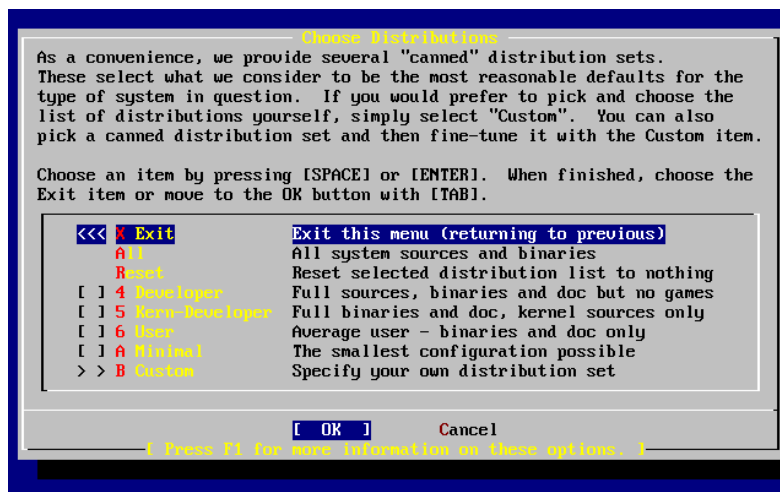 Choose Distributions
As a convenience, we provide several "canned" distribution sets.
These select what we consider to be the most reasonable defaults for the
type of system in question.  If you would prefer to pick and choose the
list of distributions yourself, simply select "Custom".  You can also
pick a canned distribution set and then fine-tune it with the Custom item.
Choose an item by pressing [SPACE] or [ENTER].  When finished, choose the
Exit item or move to the OK button with [TAB].
<<< X Exit Exit this menu (returning to previous)
All All system sources and binaries
Reset Reset selected distribution list to nothing
[ ] 4 Developer Full sources, binaries and doc but no games
[ ] 5 Kern-Developer Full binaries and doc, kernel sources only
[ ] 6 User Average user - binaries and doc only
[ ] A Minimal The smallest configuration possible
> > B Custom Specify your own distribution set
[ OK ] Cancel
[ Press F1 for more information on these options. ]